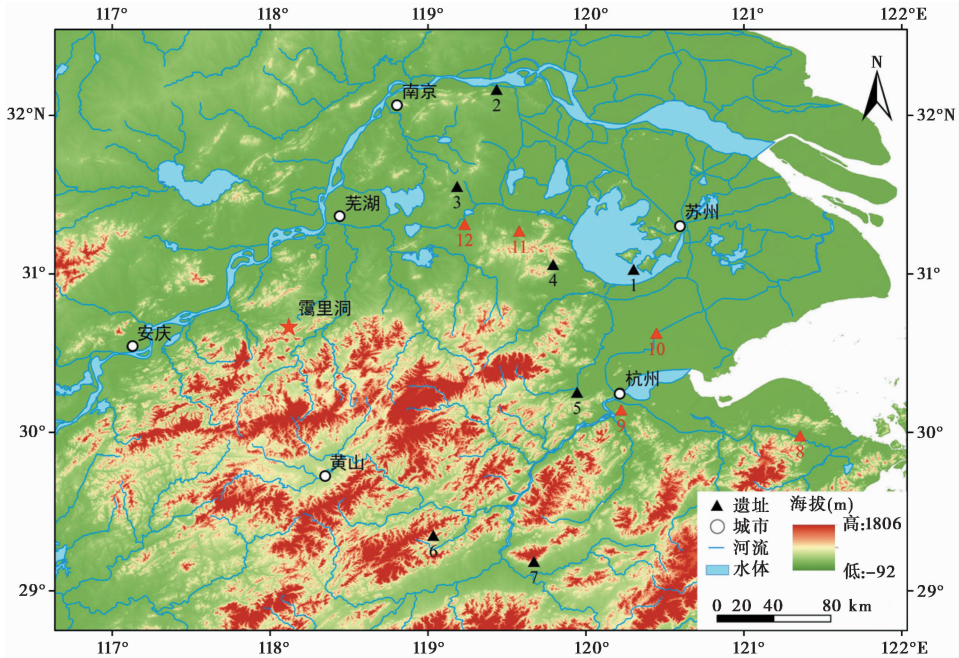 117° 118° 119° 120° 121° 122°E
N
南京
2
32°N 32°N
芜湖
3
苏州
12
11
4
1
31° 31°
霭里洞
安庆
10
杭州
5
9
8
30° 30°
黄山
6
7
遗址
城市
河流
水体
海拔(m)
高:1806
低:-92
29° 29°
0 20 40 80 km
117° 118° 119° 120° 121° 122°E